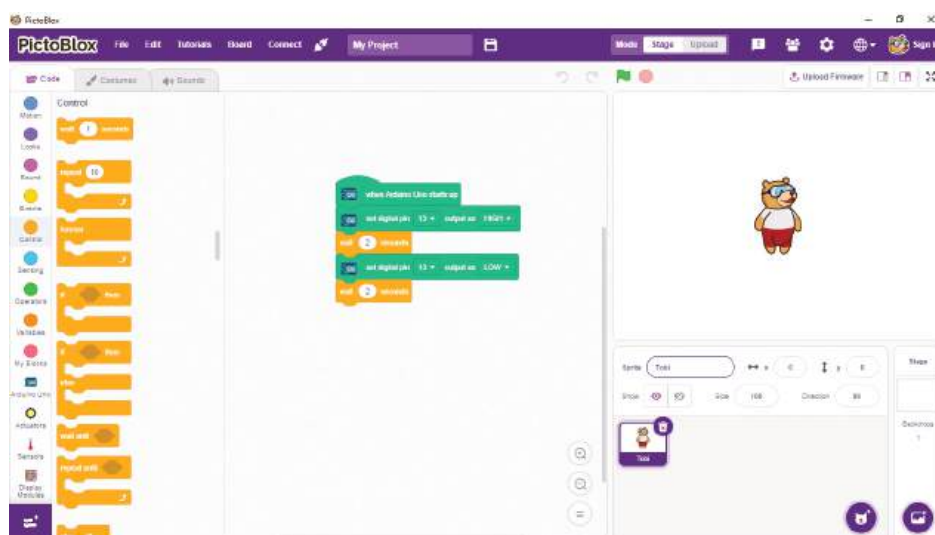 PictoBlox
PictoBlox File Edit Tutorials Board Connect My Project Mode Stage Upload Sign
Code Costumes Sounds Upload Firmware
Motion
Looks
Sound
Events
Control
Sensing
Operators
Variables
My Blocks
Arduino Uno
Actuators
Sensors
Display
Modules
Control
wait 1 seconds
repeat 10
forever
if then
if then
else
wait until
repeat until
when Arduino Uno starts up
set digital pin 13 output as HIGH
wait 2 seconds
set digital pin 13 output as LOW
wait 2 seconds
Sprite Tobi x y
Show Size 100 Direction 90
Tobi
Stage
Backdrops
1